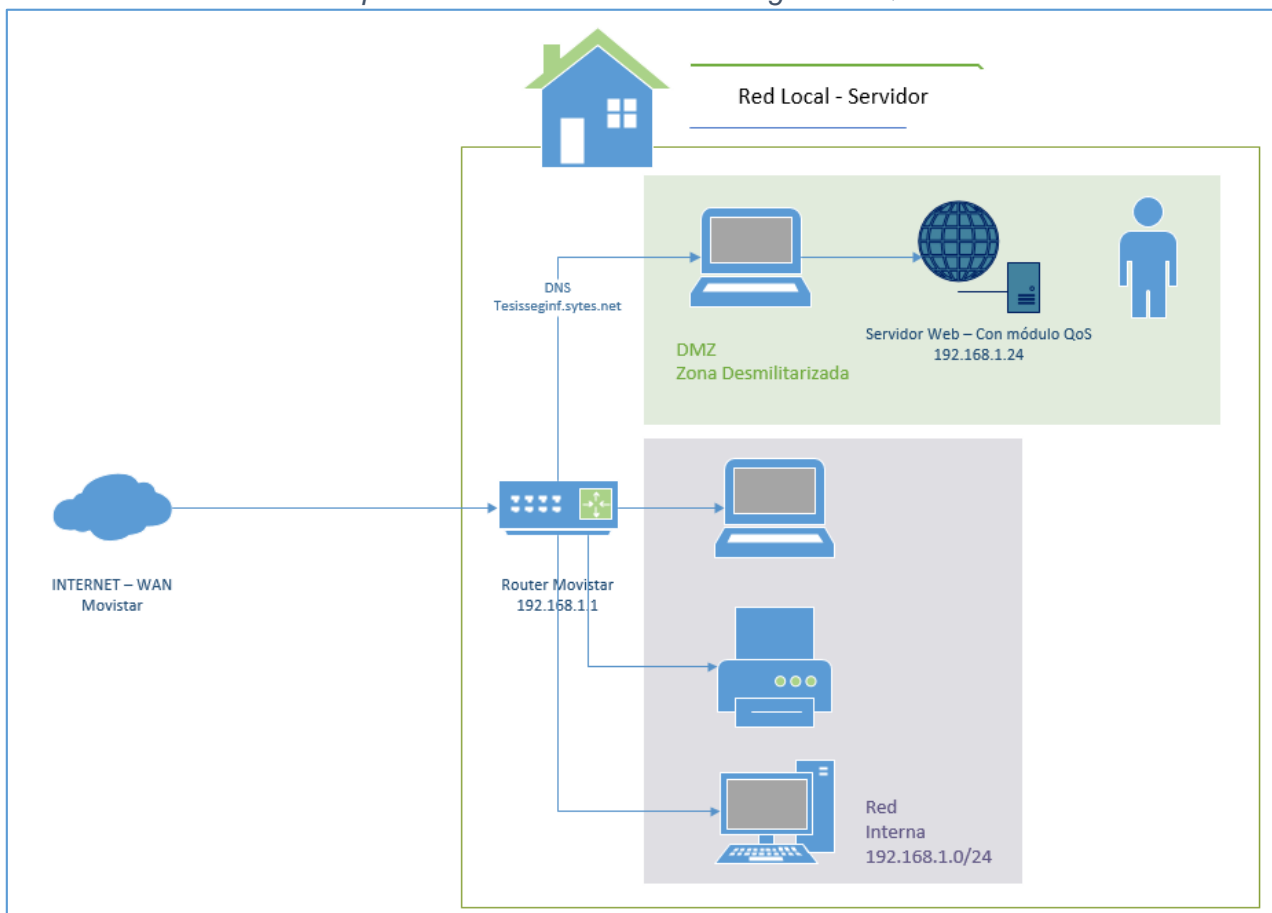 Red Local - Servidor
DNS
Tesisseginf.sytes.net
Servidor Web – Con módulo QoS
192.168.1.24
DMZ
Zona Desmilitarizada
INTERNET – WAN
Movistar
Router Movistar
192.168.1.1
Red
Interna
192.168.1.0/24